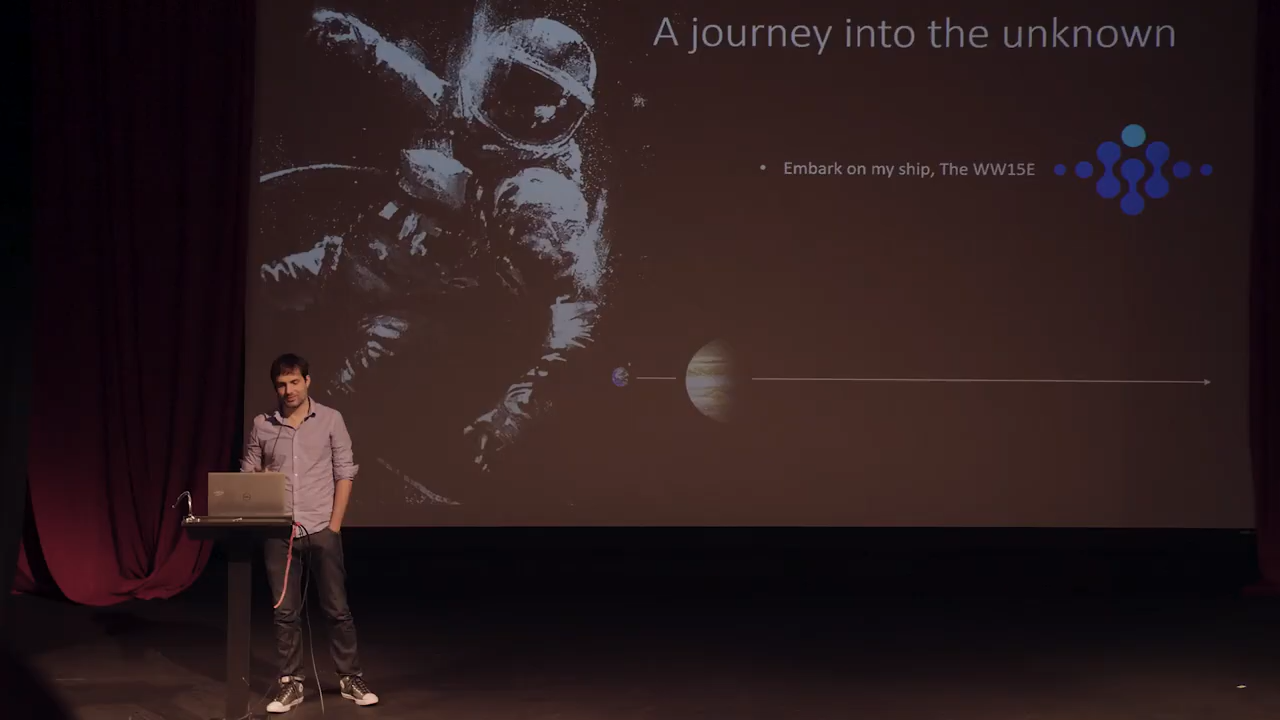 A journey into the unknown
• Embark on my ship, The WW15E